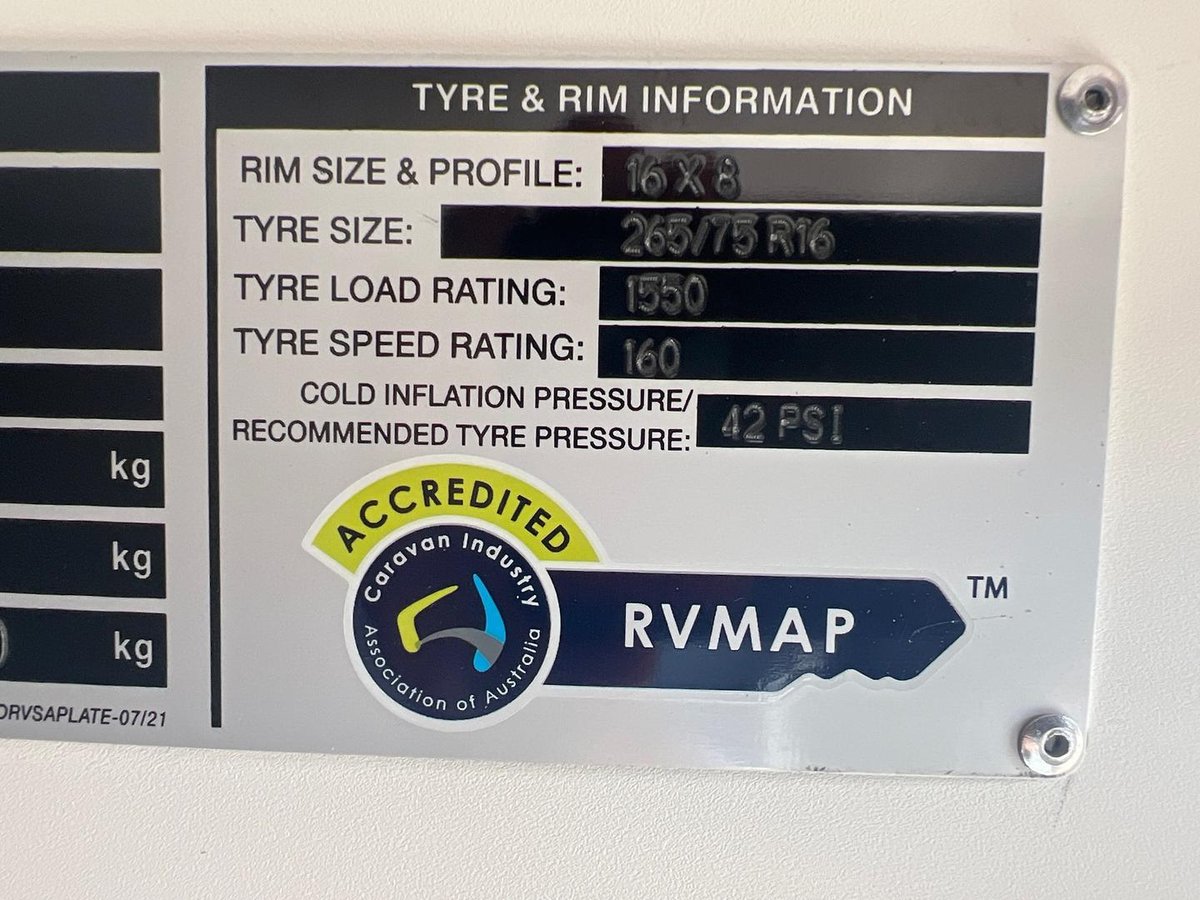 TYRE & RIM INFORMATION
RIM SIZE & PROFILE: 16 X 8
TYRE SIZE: 265/75 R16
TYRE LOAD RATING: 1550
TYRE SPEED RATING: 160
COLD INFLATION PRESSURE/
RECOMMENDED TYRE PRESSURE: 42 PSI
kg
kg
kg
DRVSAPLATE-07/21
ACCREDITED
Caravan Industry
Association of Australia
RVMAP TM